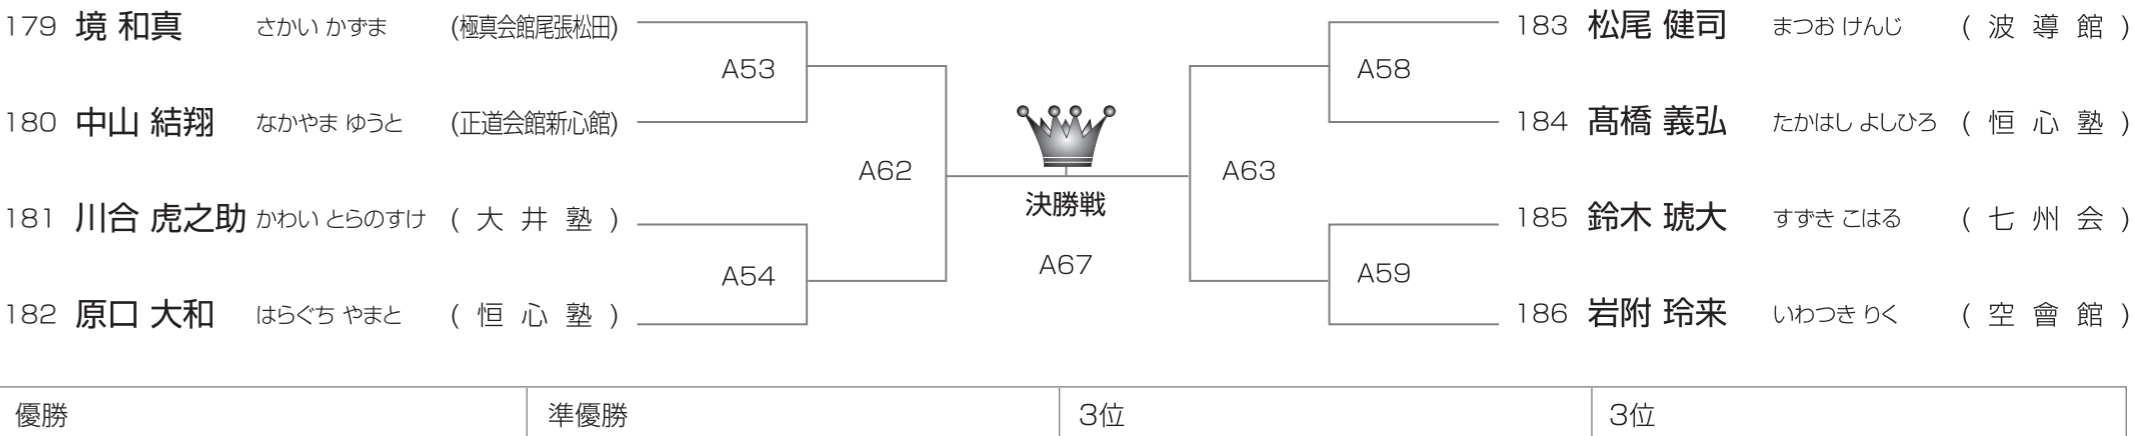 179 境 和真 さかい かずま (極真会館尾張松田)
A53
180 中山 結翔 なかやま ゆうと (正道会館新心館)
A62
181 川合 虎之助 かわい とらのすけ ( 大 井 塾 )
A54
182 原口 大和 はらぐち やまと ( 恒 心 塾 )
決勝戦
A67
183 松尾 健司 まつお けんじ ( 波 導 館 )
A58
184 髙橋 義弘 たかはし よしひろ ( 恒 心 塾 )
A63
185 鈴木 琥大 すずき こはる ( 七 州 会 )
A59
186 岩附 玲来 いわつき りく ( 空 會 館 )
優勝 準優勝 3位 3位